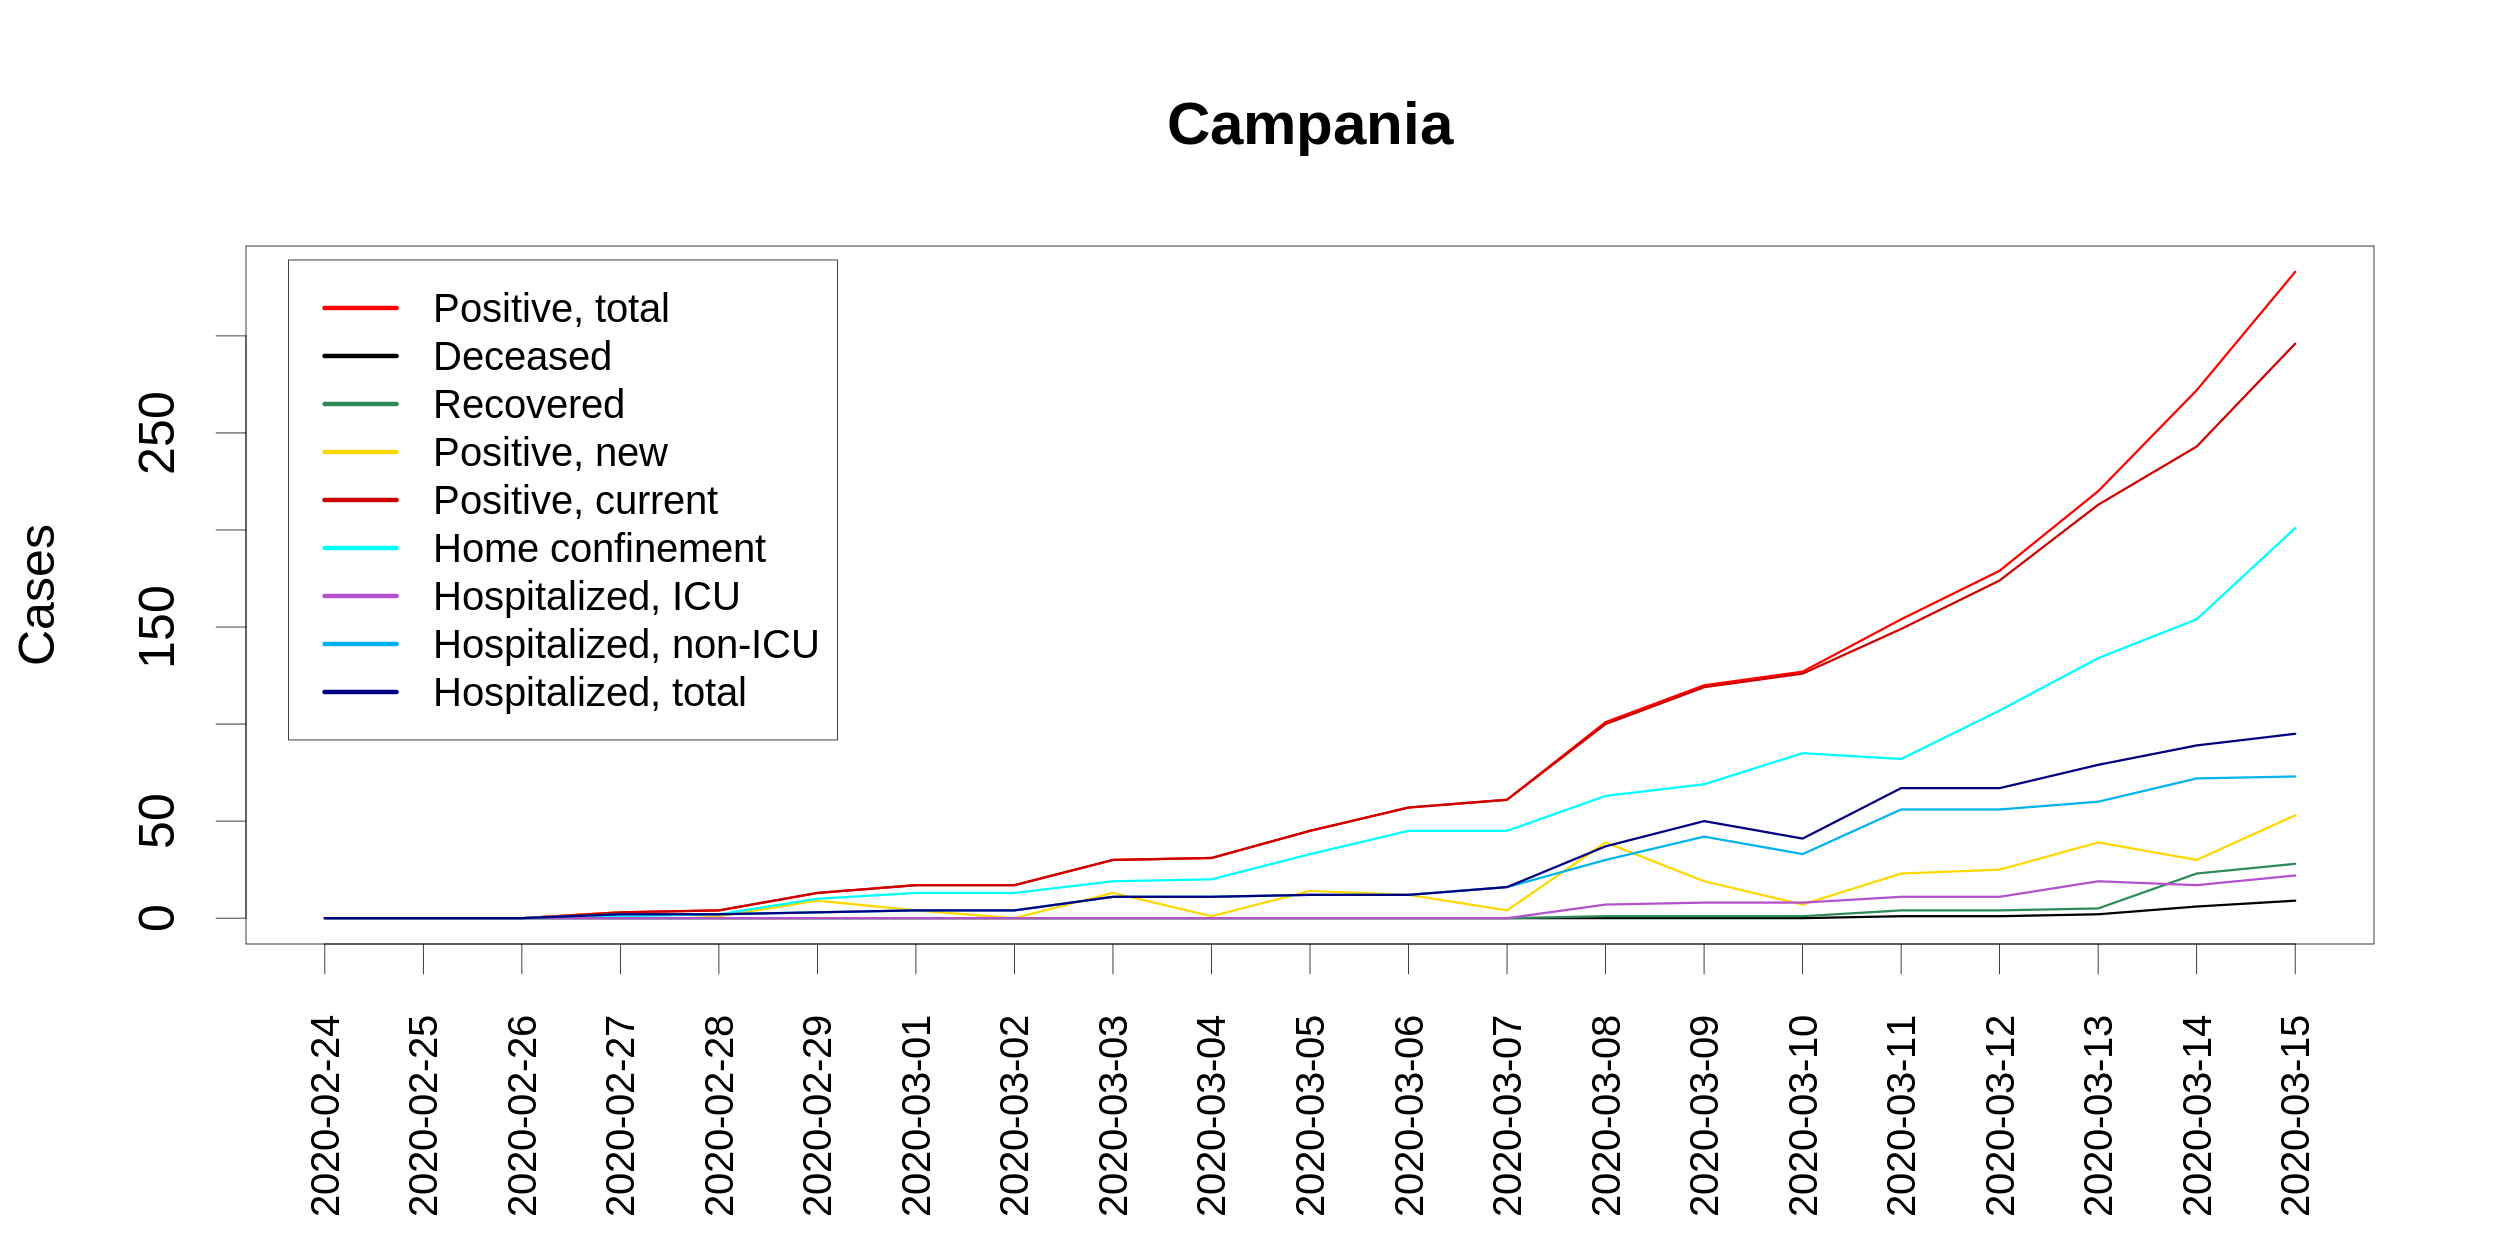 Campania
Cases
250
150
50
0
Positive, total
Deceased
Recovered
Positive, new
Positive, current
Home confinement
Hospitalized, ICU
Hospitalized, non-ICU
Hospitalized, total
2020-02-24
2020-02-25
2020-02-26
2020-02-27
2020-02-28
2020-02-29
2020-03-01
2020-03-02
2020-03-03
2020-03-04
2020-03-05
2020-03-06
2020-03-07
2020-03-08
2020-03-09
2020-03-10
2020-03-11
2020-03-12
2020-03-13
2020-03-14
2020-03-15